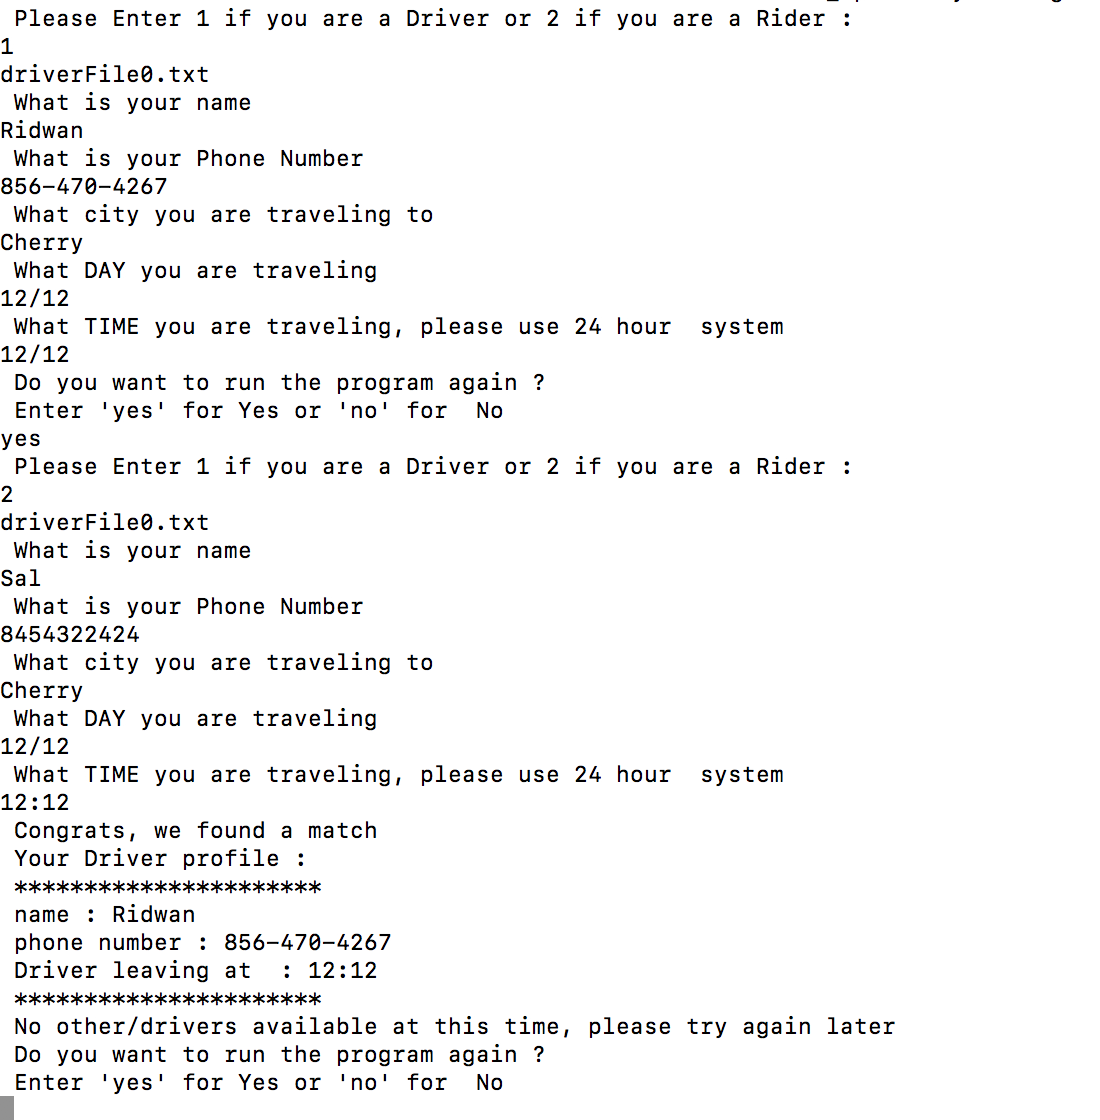 Please Enter 1 if you are a Driver or 2 if you are a Rider :
1
driverFile0.txt
What is your name
Ridwan
What is your Phone Number
856-470-4267
What city you are traveling to
Cherry
What DAY you are traveling
12/12
What TIME you are traveling, please use 24 hour  system
12/12
Do you want to run the program again ?
Enter 'yes' for Yes or 'no' for  No
yes
Please Enter 1 if you are a Driver or 2 if you are a Rider :
2
driverFile0.txt
What is your name
Sal
What is your Phone Number
8454322424
What city you are traveling to
Cherry
What DAY you are traveling
12/12
What TIME you are traveling, please use 24 hour  system
12:12
Congrats, we found a match
Your Driver profile :
**********************
name : Ridwan
phone number : 856-470-4267
Driver leaving at  : 12:12
**********************
No other/drivers available at this time, please try again later
Do you want to run the program again ?
Enter 'yes' for Yes or 'no' for  No